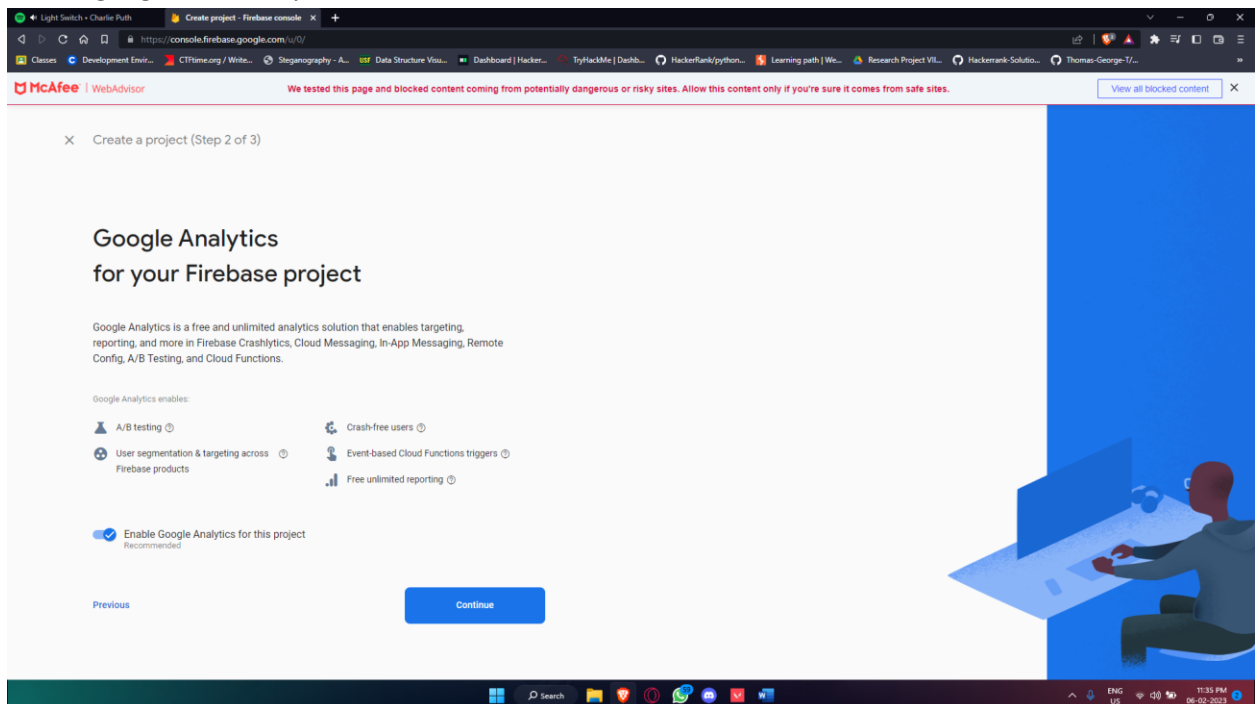 Light Switch • Charlie Puth
Create project - Firebase console
https://console.firebase.google.com/u/0/
Classes
Development Envir...
CTFtime.org / Write...
Steganography - A...
Data Structure Visu...
Dashboard | Hacker...
TryHackMe | Dashb...
HackerRank/python...
Learning path | We...
Research Project VII...
Hackerrank-Solutio...
Thomas-George-T/...
McAfee | WebAdvisor
We tested this page and blocked content coming from potentially dangerous or risky sites. Allow this content only if you're sure it comes from safe sites.
View all blocked content
Create a project (Step 2 of 3)
Google Analytics
for your Firebase project
Google Analytics is a free and unlimited analytics solution that enables targeting,
reporting, and more in Firebase Crashlytics, Cloud Messaging, In-App Messaging, Remote
Config, A/B Testing, and Cloud Functions.
Google Analytics enables:
A/B testing
Crash-free users
User segmentation & targeting across
Firebase products
Event-based Cloud Functions triggers
Free unlimited reporting
Enable Google Analytics for this project
Recommended
Previous
Continue
Search
ENG
US
11:35 PM
06-02-2023